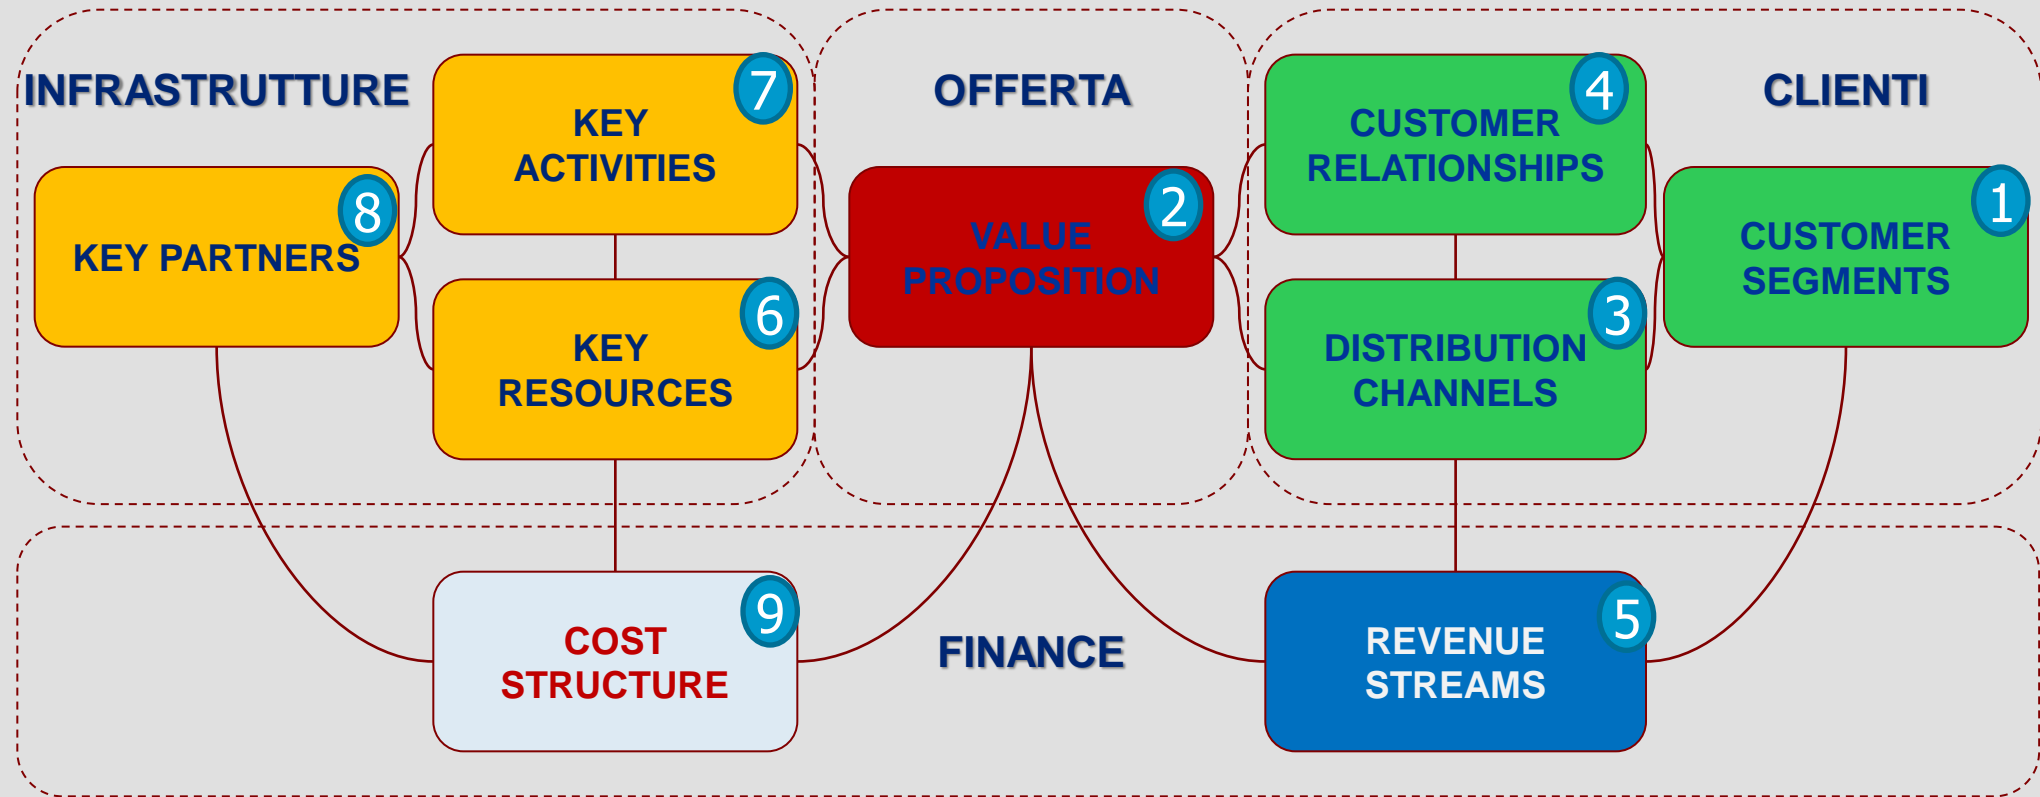 INFRASTRUTTURE
KEY
ACTIVITIES
7
KEY PARTNERS
8
KEY
RESOURCES
6
OFFERTA
VALUE
PROPOSITION
2
CUSTOMER
RELATIONSHIPS
4
DISTRIBUTION
CHANNELS
3
CLIENTI
CUSTOMER
SEGMENTS
1
COST
STRUCTURE
9
FINANCE
REVENUE
STREAMS
5